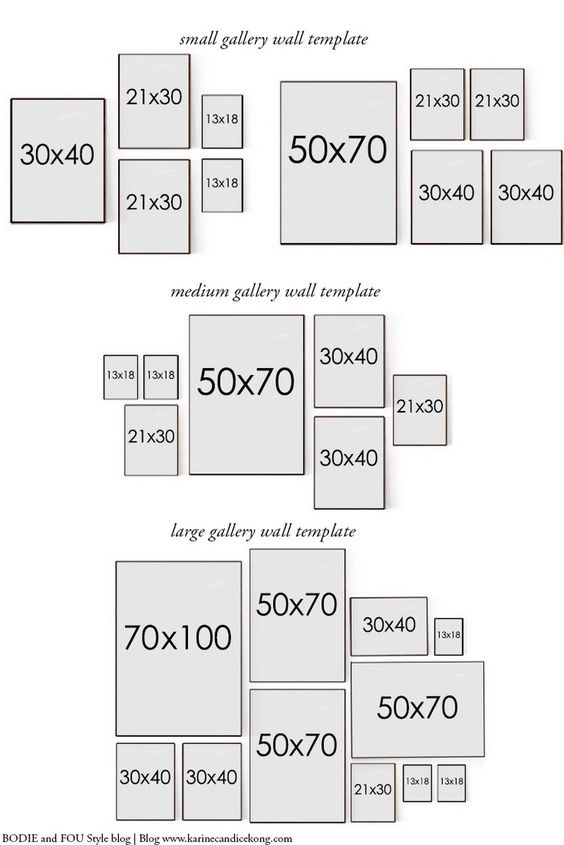 small gallery wall template
30x40
21x30
21x30
13x18
13x18
50x70
21x30
21x30
30x40
30x40
medium gallery wall template
13x18
13x18
21x30
50x70
30x40
30x40
21x30
large gallery wall template
70x100
50x70
30x40
13x18
50x70
50x70
30x40
30x40
21x30
13x18
13x18
BODIE and FOU Style blog | Blog www.karinecandicekong.com